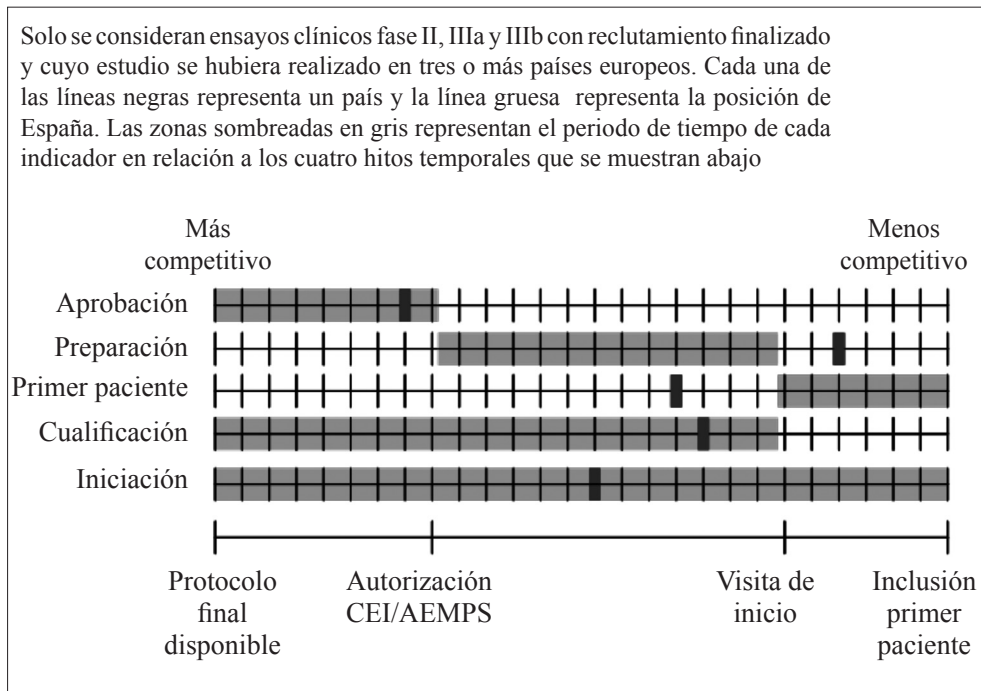 Solo se consideran ensayos clínicos fase II, IIIa y IIIb con reclutamiento finalizado
y cuyo estudio se hubiera realizado en tres o más países europeos. Cada una de
las líneas negras representa un país y la línea gruesa representa la posición de
España. Las zonas sombreadas en gris representan el periodo de tiempo de cada
indicador en relación a los cuatro hitos temporales que se muestran abajo
Más
competitivo
Menos
competitivo
Aprobación
Preparación
Primer paciente
Cualificación
Iniciación
Protocolo
final
disponible
Autorización
CEI/AEMPS
Visita de
inicio
Inclusión
primer
paciente